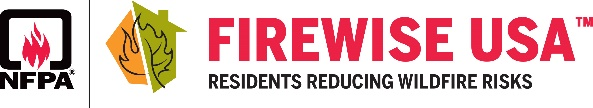 NFPA®
FIREWISE USA™
RESIDENTS REDUCING WILDFIRE RISKS